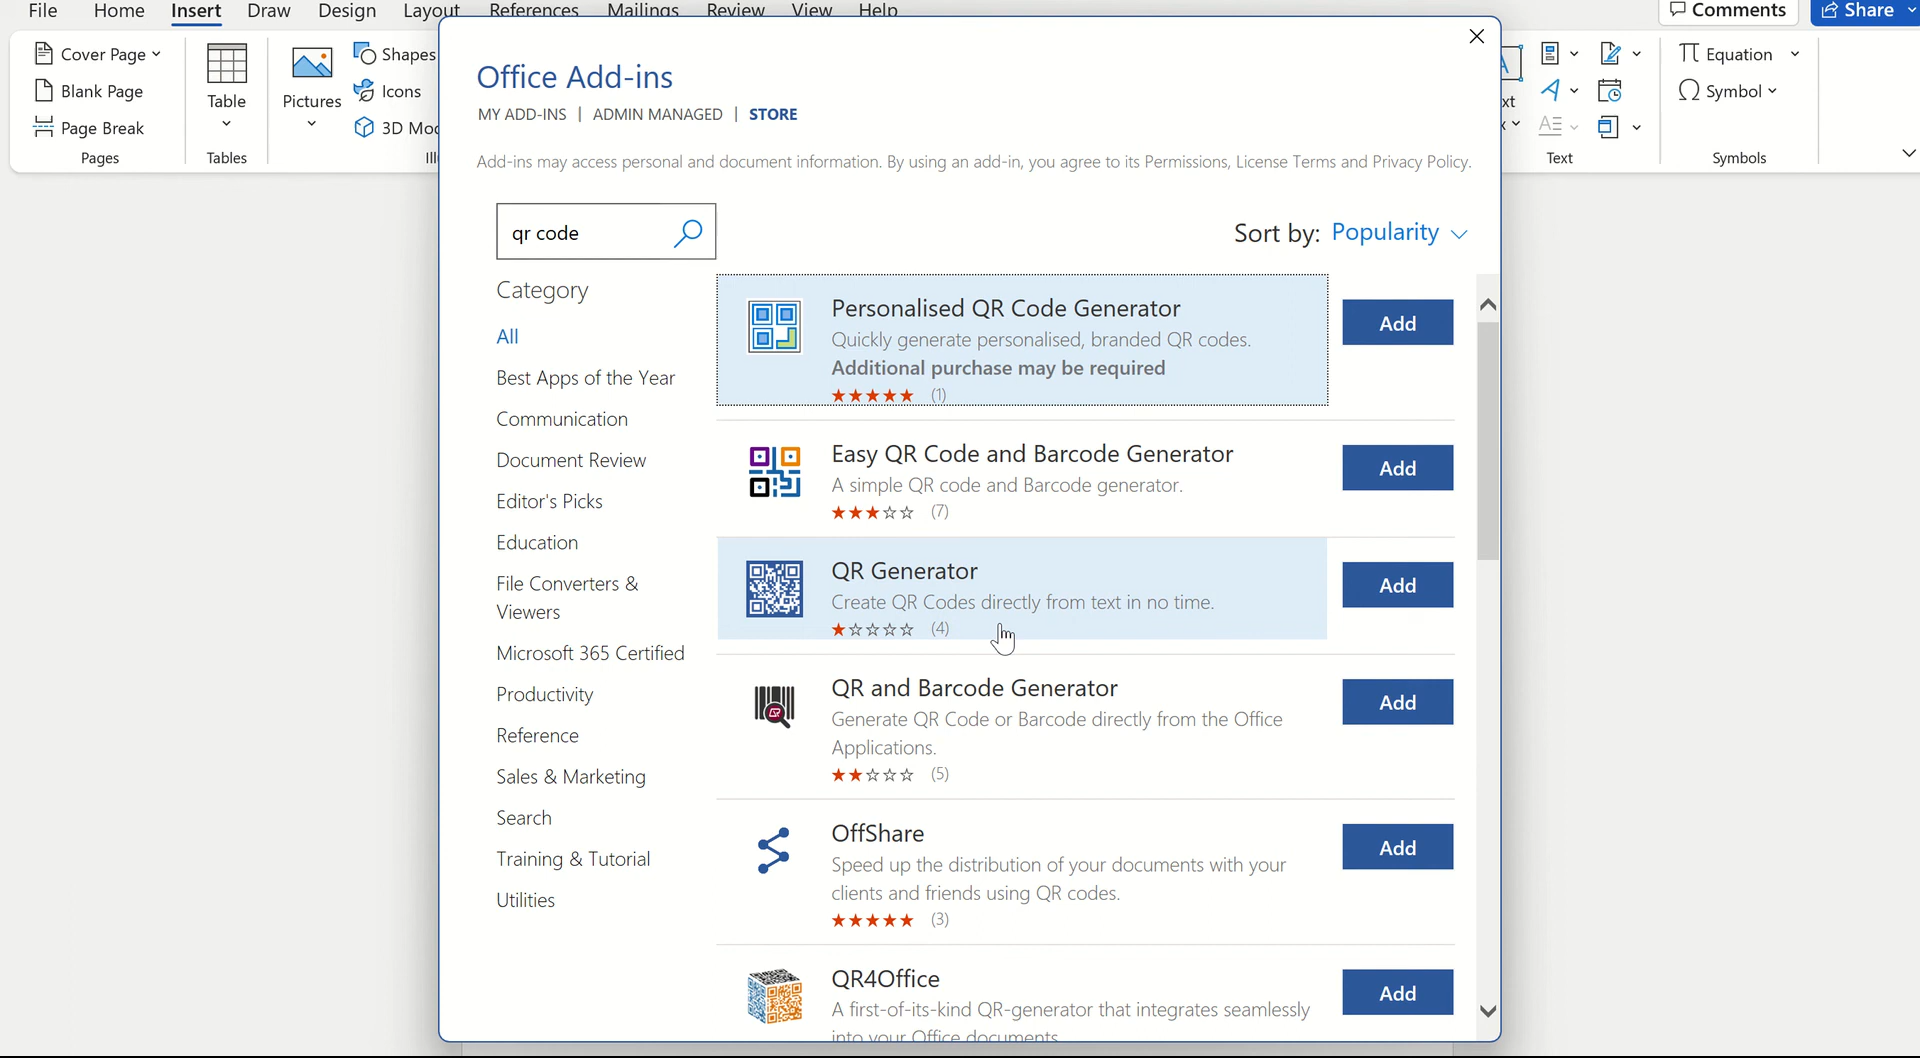 File Home Insert Draw Design Layout References Mailings Review View Help
Comments Share
Cover Page
Blank Page
Page Break
Pages
Table
Tables
Pictures
Shapes
Icons
3D Mo
Ill
xt
Text
Equation
Symbol
Symbols
Office Add-ins
MY ADD-INS | ADMIN MANAGED | STORE
Add-ins may access personal and document information. By using an add-in, you agree to its Permissions, License Terms and Privacy Policy.
qr code
Sort by: Popularity
Category
All
Best Apps of the Year
Communication
Document Review
Editor's Picks
Education
File Converters &
Viewers
Microsoft 365 Certified
Productivity
Reference
Sales & Marketing
Search
Training & Tutorial
Utilities
Personalised QR Code Generator
Quickly generate personalised, branded QR codes.
Additional purchase may be required
(1)
Add
Easy QR Code and Barcode Generator
A simple QR code and Barcode generator.
(7)
Add
QR Generator
Create QR Codes directly from text in no time.
(4)
Add
QR and Barcode Generator
Generate QR Code or Barcode directly from the Office
Applications.
(5)
Add
OffShare
Speed up the distribution of your documents with your
clients and friends using QR codes.
(3)
Add
QR4Office
A first-of-its-kind QR-generator that integrates seamlessly
into your Office documents
Add